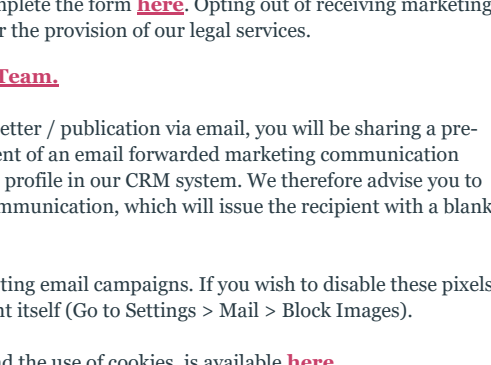 mplete the form here. Opting out of receiving marketing
r the provision of our legal services.
Team.
etter / publication via email, you will be sharing a pre-
ent of an email forwarded marketing communication
profile in our CRM system. We therefore advise you to
mmunication, which will issue the recipient with a blank
ting email campaigns. If you wish to disable these pixels
nt itself (Go to Settings > Mail > Block Images).
d the use of cookies, is available here